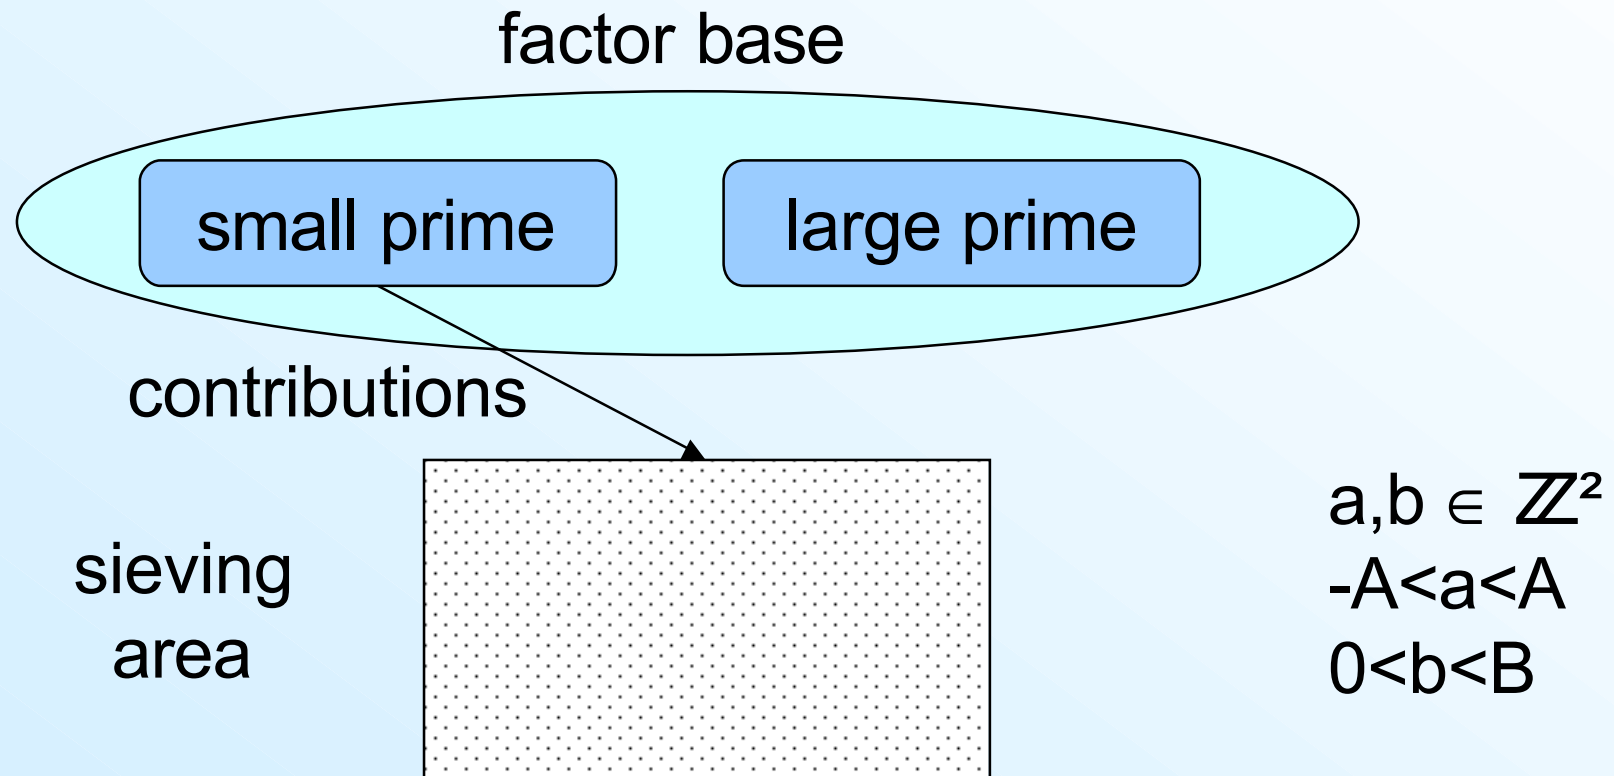 factor base
small prime
large prime
contributions
sieving
area
a,b ∈ ℤ²
-A<a<A
0<b<B